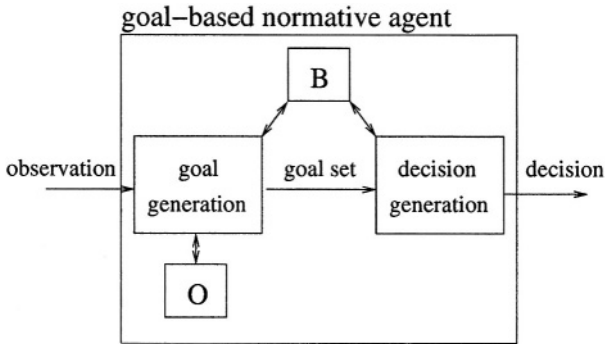 goal-based normative agent
B
observation
goal
generation
goal set
decision
generation
decision
O